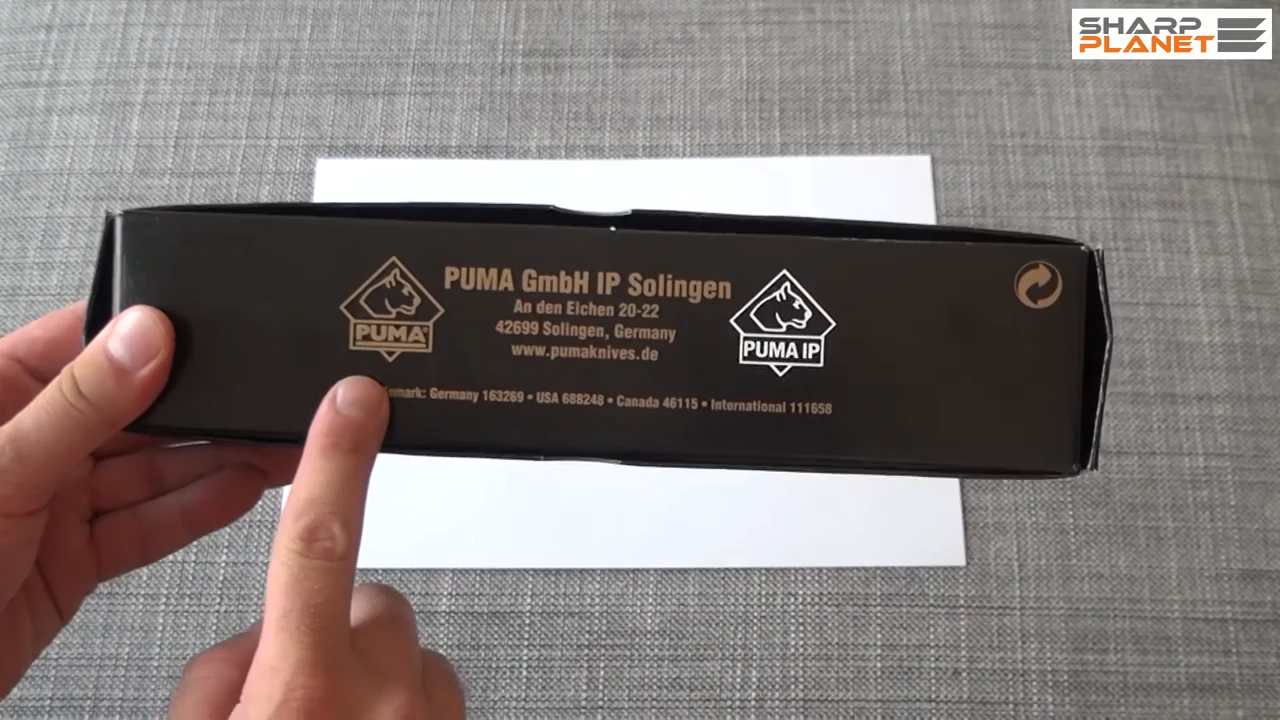 SHARP
PLANET
PUMA GmbH IP Solingen
An den Eichen 20-22
42699 Solingen, Germany
www.pumaknives.de
PUMA®
PUMA IP
Germany 163269 • USA 688248 • Canada 46115 • International 111658